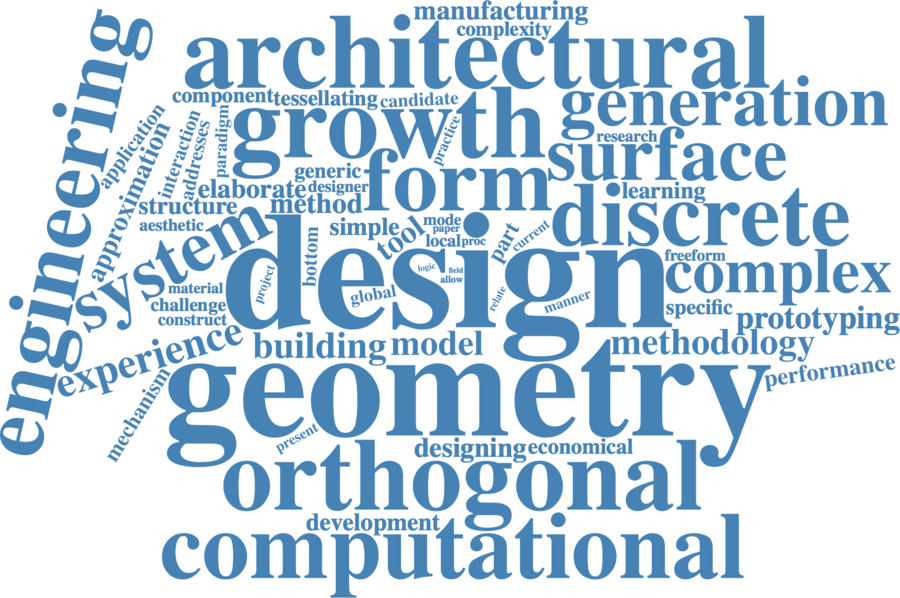 manufacturing
complexity
architectural
engineering
component
tessellating
candidate
growth
generation
application
approximation
interaction
addresses
paradigm
practice
research
surface
generic
form
elaborate
designer
learning
structure
method
discrete
aesthetic
system
simple
tool
mode
paper
local
proc
part
current
bottom
design
freeform
complex
logic
field
allow
project
material
global
relate
manner
challenge
specific
construct
prototyping
experience
building
model
methodology
geometry
performance
mechanism
present
designing
economical
orthogonal
development
computational